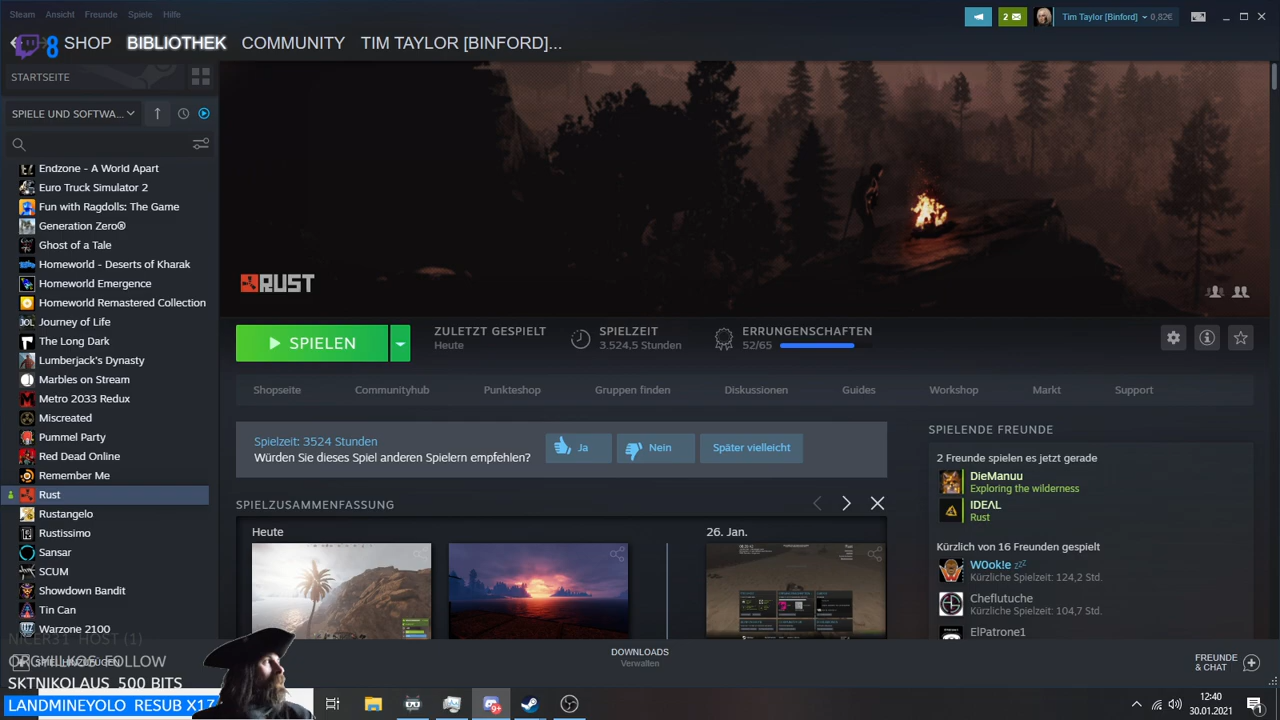 Steam Ansicht Freunde Spiele Hilfe
2
Tim Taylor [Binford]
0,82€
8
SHOP BIBLIOTHEK COMMUNITY TIM TAYLOR [BINFORD]...
STARTSEITE
SPIELE UND SOFTWA...
Endzone - A World Apart
Euro Truck Simulator 2
Fun with Ragdolls: The Game
Generation Zero®
Ghost of a Tale
Homeworld - Deserts of Kharak
Homeworld Emergence
Homeworld Remastered Collection
Journey of Life
The Long Dark
Lumberjack's Dynasty
Marbles on Stream
Metro 2033 Redux
Miscreated
Pummel Party
Red Dead Online
Remember Me
Rust
Rustangelo
Rustissimo
Sansar
SCUM
Showdown Bandit
Tin Can
RUST
SPIELEN
ZULETZT GESPIELT
Heute
SPIELZEIT
3.524,5 Stunden
ERRUNGENSCHAFTEN
52/65
Shopseite Communityhub Punkteshop Gruppen finden Diskussionen Guides Workshop Markt Support
Spielzeit: 3524 Stunden
Würden Sie dieses Spiel anderen Spielern empfehlen?
Ja
Nein
Später vielleicht
SPIELZUSAMMENFASSUNG
Heute
26. Jan.
SPIELENDE FREUNDE
2 Freunde spielen es jetzt gerade
DieManuu
Exploring the wilderness
IDEΛL
Rust
Kürzlich von 16 Freunden gespielt
W0ok!e zzz
Kürzliche Spielzeit: 124,2 Std.
Cheflutuche
Kürzliche Spielzeit: 104,7 Std.
ElPatrone1
DOWNLOADS
Verwalten
FREUNDE
& CHAT
FOLLOW
SKTNIKOLAUS 500 BITS
LANDMINEYOLO RESUB X17
9+
12:40
30.01.2021
1